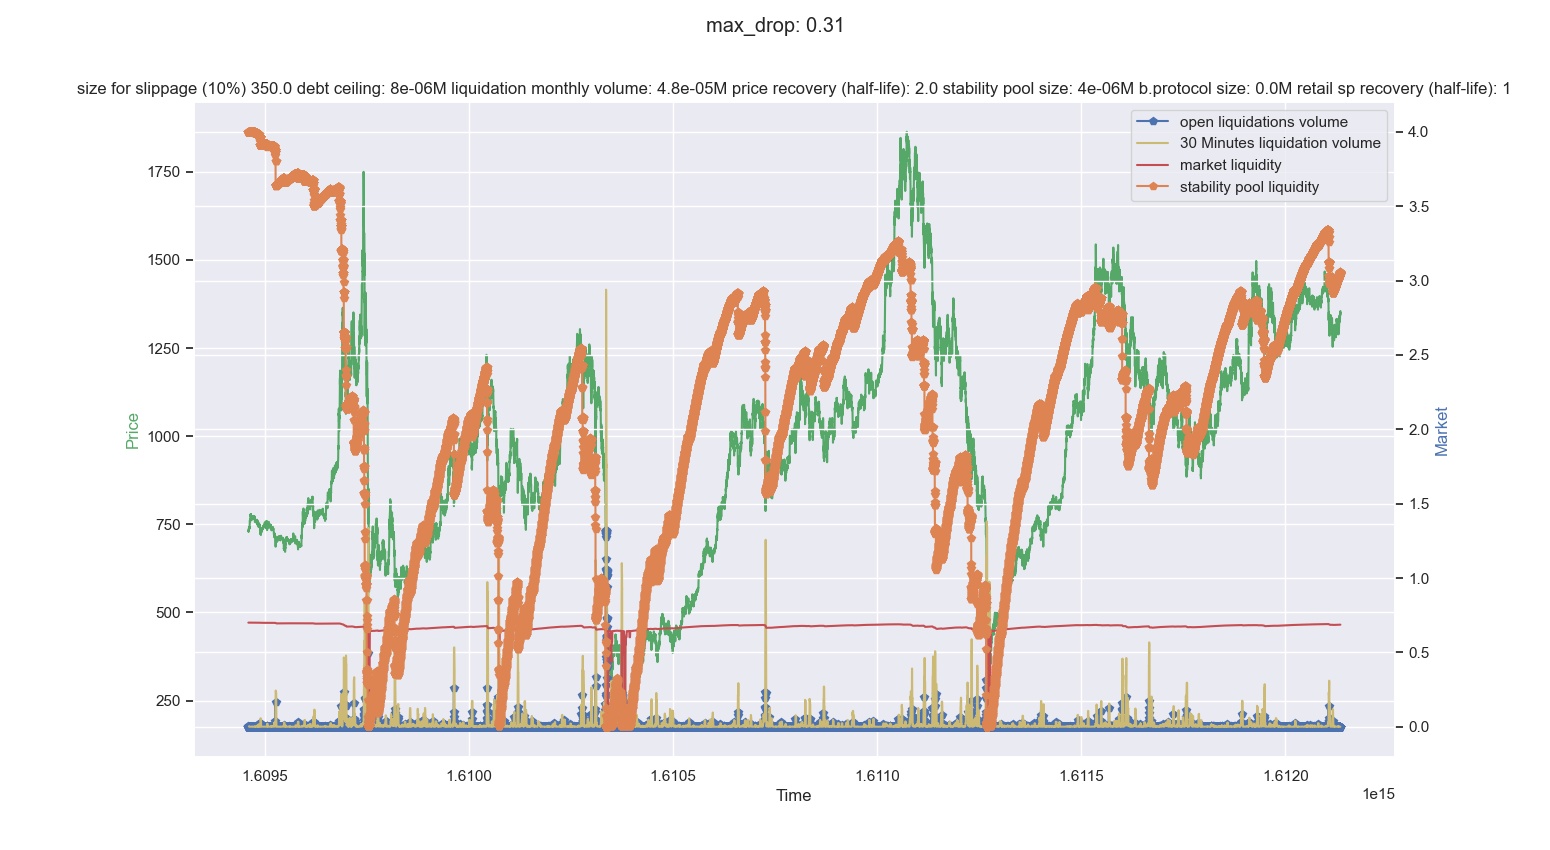 max_drop: 0.31
size for slippage (10%) 350.0 debt ceiling: 8e-06M liquidation monthly volume: 4.8e-05M price recovery (half-life): 2.0 stability pool size: 4e-06M b.protocol size: 0.0M retail sp recovery (half-life): 1
open liquidations volume
30 Minutes liquidation volume
market liquidity
stability pool liquidity
1750
1500
1250
1000
750
500
250
Price
4.0
3.5
3.0
2.5
2.0
1.5
1.0
0.5
0.0
Market
1.6095 1.6100 1.6105 1.6110 1.6115 1.6120
1e15
Time